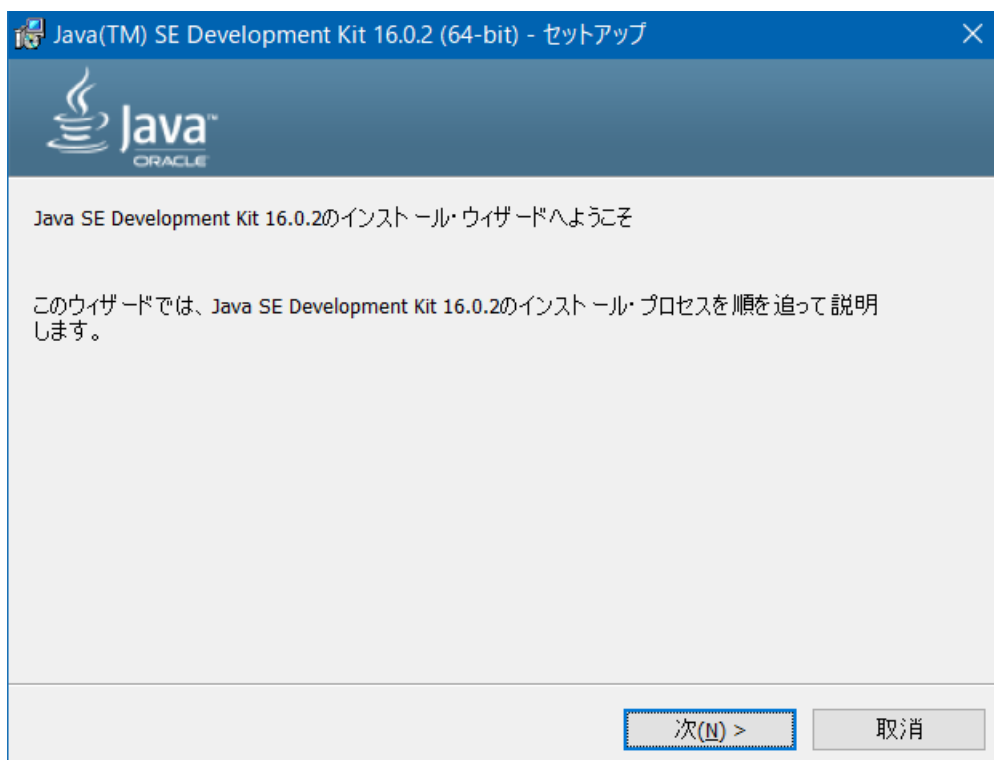 Java(TM) SE Development Kit 16.0.2 (64-bit) - セットアップ
Java™
ORACLE
Java SE Development Kit 16.0.2のインストール・ウィザードへようこそ
このウィザードでは、Java SE Development Kit 16.0.2のインストール・プロセスを順を追って説明
します。
次(N) >
取消